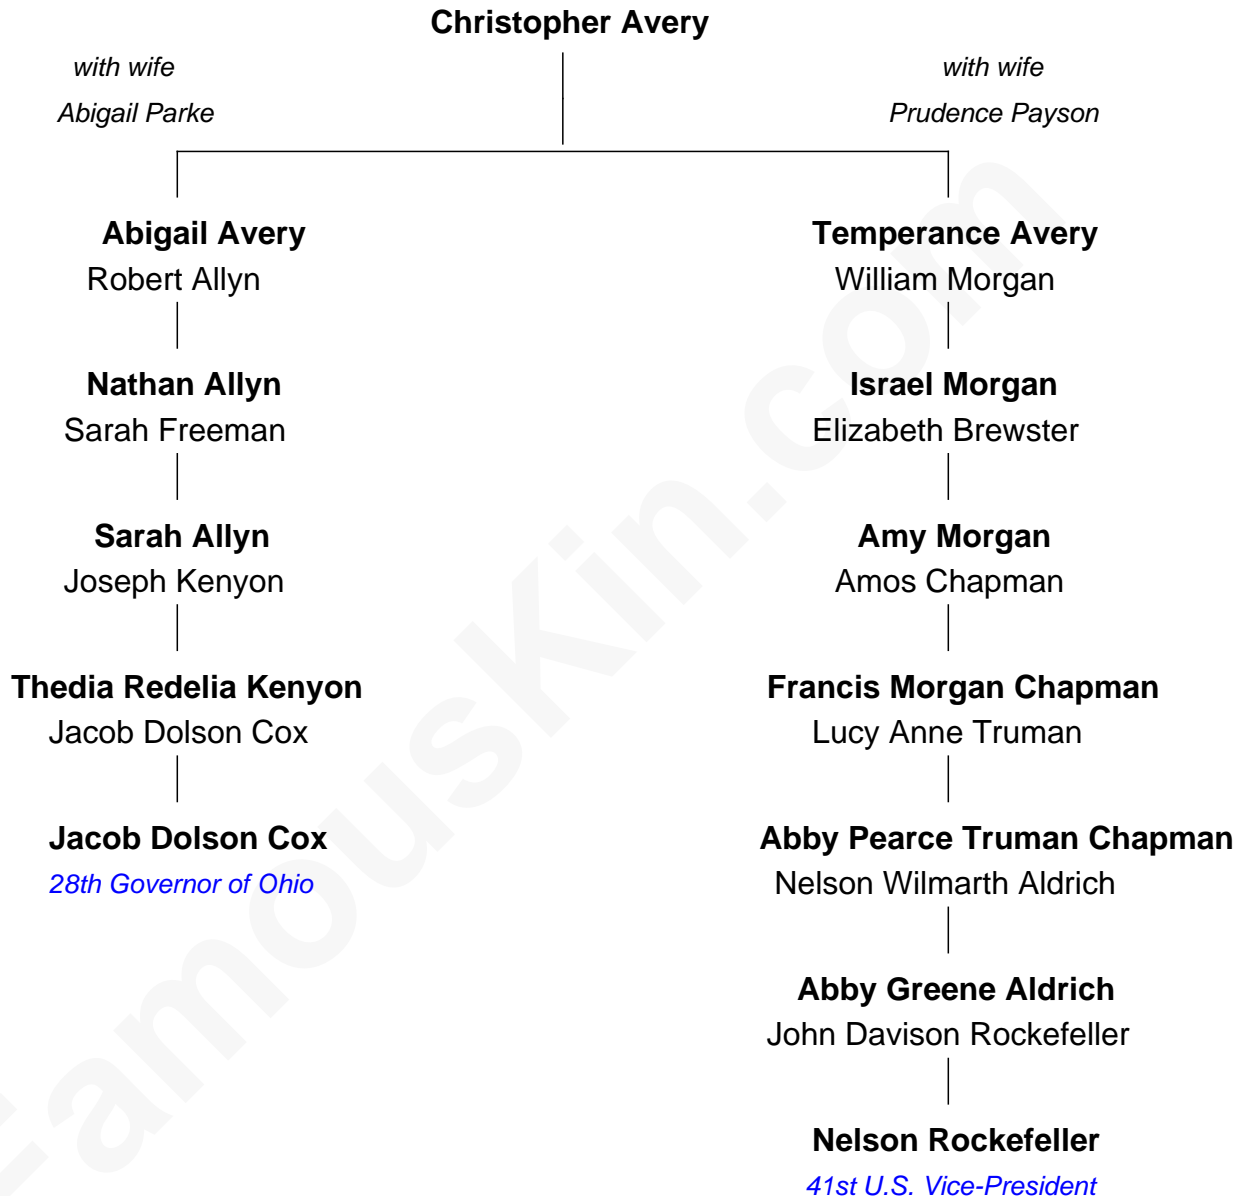 Christopher Avery
with wife
Abigail Parke
with wife
Prudence Payson
Abigail Avery
Robert Allyn
Temperance Avery
William Morgan
Nathan Allyn
Sarah Freeman
Israel Morgan
Elizabeth Brewster
Sarah Allyn
Joseph Kenyon
Amy Morgan
Amos Chapman
Thedia Redelia Kenyon
Jacob Dolson Cox
Francis Morgan Chapman
Lucy Anne Truman
Jacob Dolson Cox
28th Governor of Ohio
Abby Pearce Truman Chapman
Nelson Wilmarth Aldrich
Abby Greene Aldrich
John Davison Rockefeller
Nelson Rockefeller
41st U.S. Vice-President
FamousKin.com